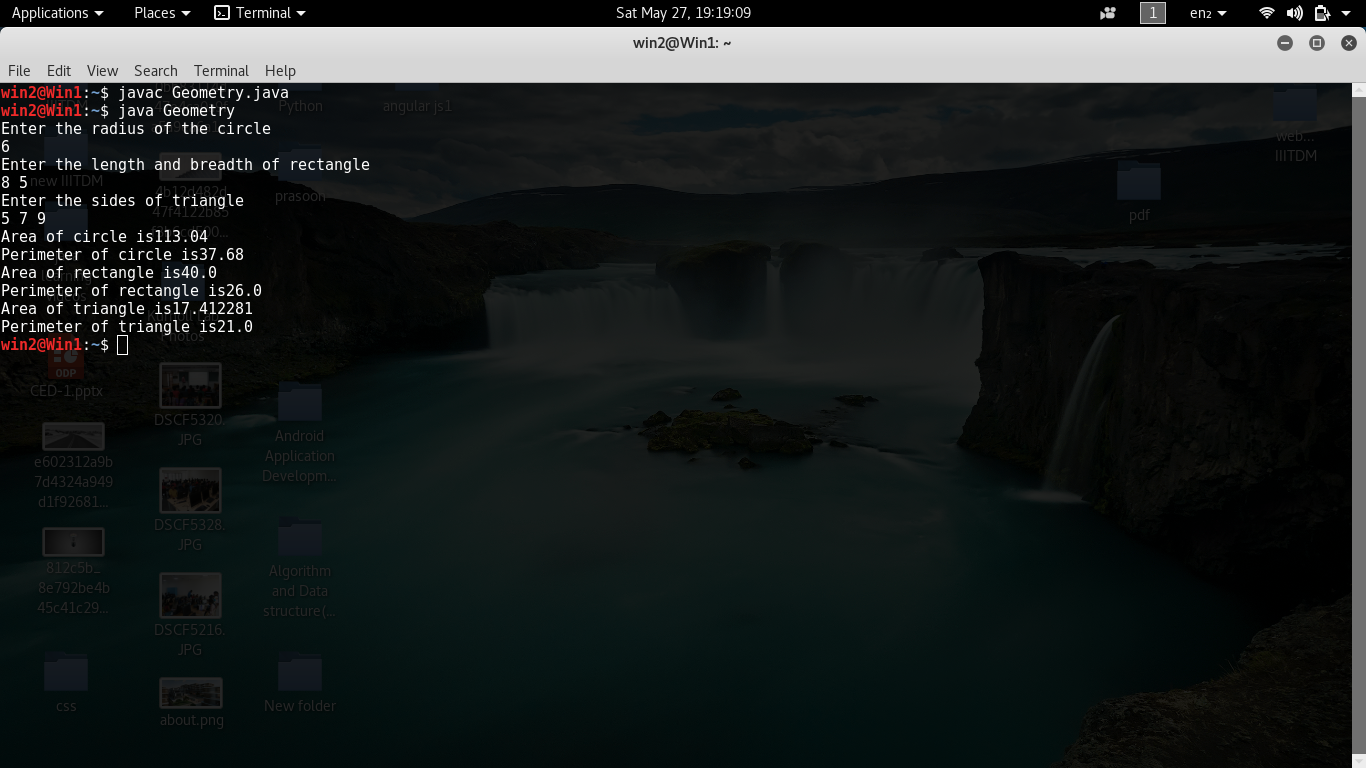 Applications Places Terminal Sat May 27, 19:19:09 1 en₂
win2@Win1: ~
File Edit View Search Terminal Help
win2@Win1:~$ javac Geometry.java
win2@Win1:~$ java Geometry
Enter the radius of the circle
6
Enter the length and breadth of rectangle
8 5
Enter the sides of triangle
5 7 9
Area of circle is113.04
Perimeter of circle is37.68
Area of rectangle is40.0
Perimeter of rectangle is26.0
Area of triangle is17.412281
Perimeter of triangle is21.0
win2@Win1:~$
Python
angular js1
web...
IIITDM
new IIITDM
4b12d482d
47f4122b85
prasoon
pdf
Photos
ODP
CED-1.pptx
DSCF5320.
JPG
Android
Application
Developm...
e602312a9b
7d4324a949
d1f92681...
DSCF5328.
JPG
812c5b_
8e792be4b
45c41c29...
Algorithm
and Data
structure(...
DSCF5216.
JPG
css
about.png
New folder